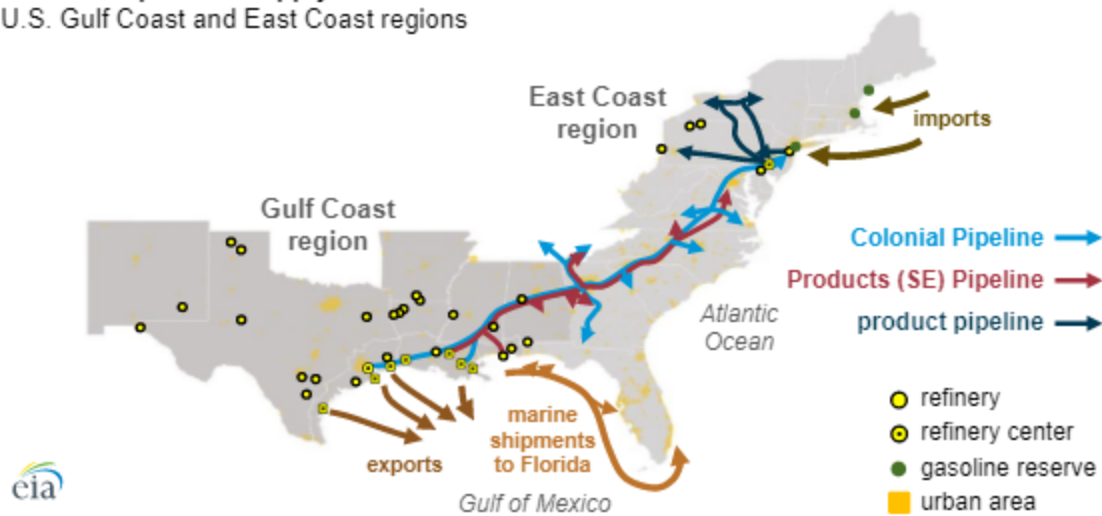 U.S. Gulf Coast and East Coast regions
East Coast
region
imports
Gulf Coast
region
Colonial Pipeline
Products (SE) Pipeline
product pipeline
Atlantic
Ocean
refinery
refinery center
gasoline reserve
urban area
marine
shipments
to Florida
exports
Gulf of Mexico
eia